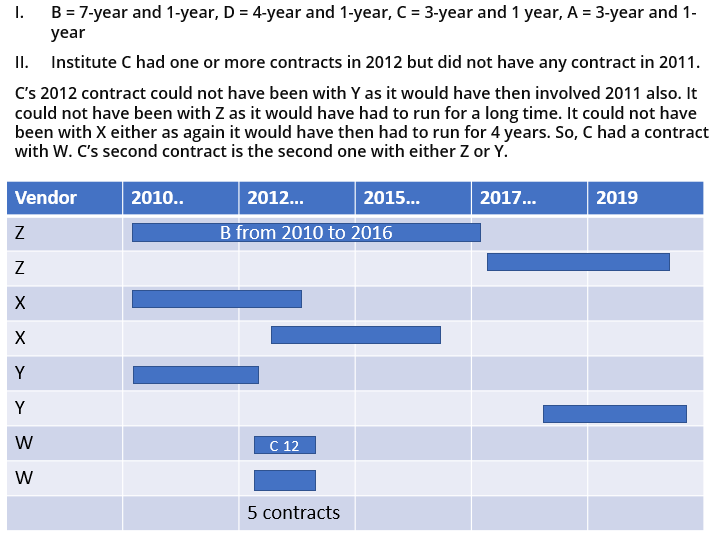 I. B = 7-year and 1-year, D = 4-year and 1-year, C = 3-year and 1 year, A = 3-year and 1-
year
II. Institute C had one or more contracts in 2012 but did not have any contract in 2011.
C’s 2012 contract could not have been with Y as it would have then involved 2011 also. It
could not have been with Z as it would have had to run for a long time. It could not have
been with X either as again it would have then had to run for 4 years. So, C had a contract
with W. C’s second contract is the second one with either Z or Y.
Vendor 2010.. 2012... 2015... 2017... 2019
Z B from 2010 to 2016
Z
X
X
Y
Y
W C 12
W
5 contracts